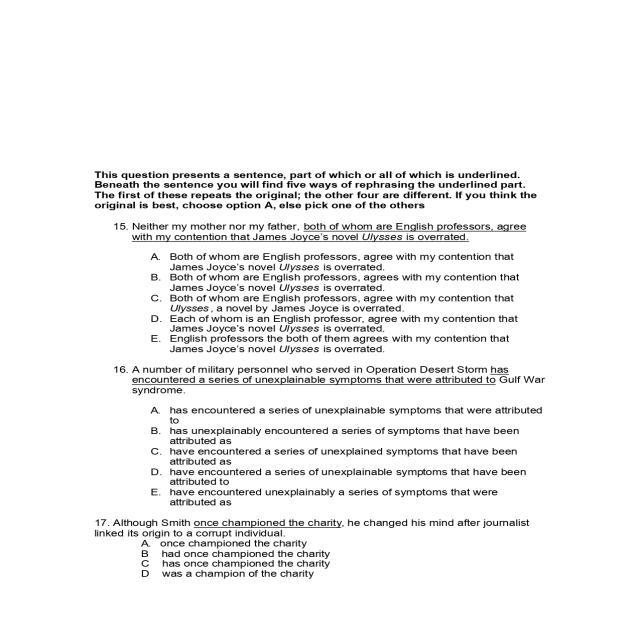 This question presents a sentence, part of which or all of which is underlined.
Beneath the sentence you will find five ways of rephrasing the underlined part.
The first of these repeats the original; the other four are different. If you think the
original is best, choose option A, else pick one of the others
15. Neither my mother nor my father, both of whom are English professors, agree
with my contention that James Joyce's novel Ulysses is overrated.
A. Both of whom are English professors, agree with my contention that
James Joyce's novel Ulysses is overrated.
B. Both of whom are English professors, agrees with my contention that
James Joyce's novel Ulysses is overrated.
C. Both of whom are English professors, agree with my contention that
Ulysses, a novel by James Joyce is overrated.
D. Each of whom is an English professor, agree with my contention that
James Joyce's novel Ulysses is overrated.
E. English professors the both of them agrees with my contention that
James Joyce's novel Ulysses is overrated.
16. A number of military personnel who served in Operation Desert Storm has
encountered a series of unexplainable symptoms that were attributed to Gulf War
syndrome.
A. has encountered a series of unexplainable symptoms that were attributed
to
B. has unexplainably encountered a series of symptoms that have been
attributed as
C. have encountered a series of unexplained symptoms that have been
attributed as
D. have encountered a series of unexplainable symptoms that have been
attributed to
E. have encountered unexplainably a series of symptoms that were
attributed as
17. Although Smith once championed the charity, he changed his mind after journalist
linked its origin to a corrupt individual.
A. once championed the charity
B had once championed the charity
C has once championed the charity
D was a champion of the charity